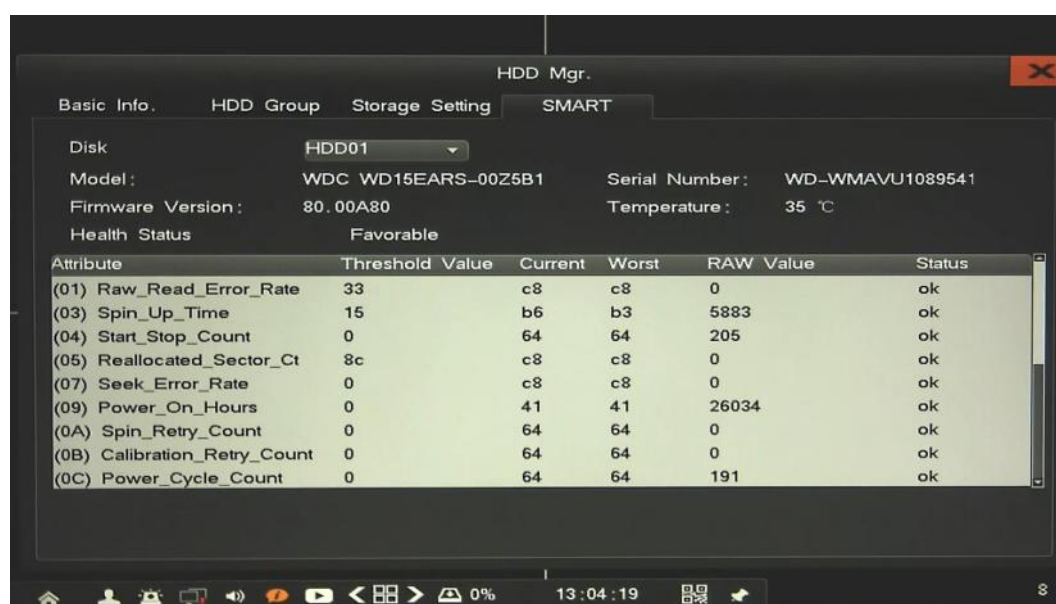 HDD Mgr.
Basic Info. HDD Group Storage Setting SMART
Disk HDD01
Model: WDC WD15EARS-00Z5B1 Serial Number: WD-WMAVU1089541
Firmware Version: 80.00A80 Temperature: 35 ℃
Health Status Favorable
Attribute Threshold Value Current Worst RAW Value Status
(01) Raw_Read_Error_Rate 33 c8 c8 0 ok
(03) Spin_Up_Time 15 b6 b3 5883 ok
(04) Start_Stop_Count 0 64 64 205 ok
(05) Reallocated_Sector_Ct 8c c8 c8 0 ok
(07) Seek_Error_Rate 0 c8 c8 0 ok
(09) Power_On_Hours 0 41 41 26034 ok
(0A) Spin_Retry_Count 0 64 64 0 ok
(0B) Calibration_Retry_Count 0 64 64 0 ok
(0C) Power_Cycle_Count 0 64 64 191 ok
0% 13:04:19 8